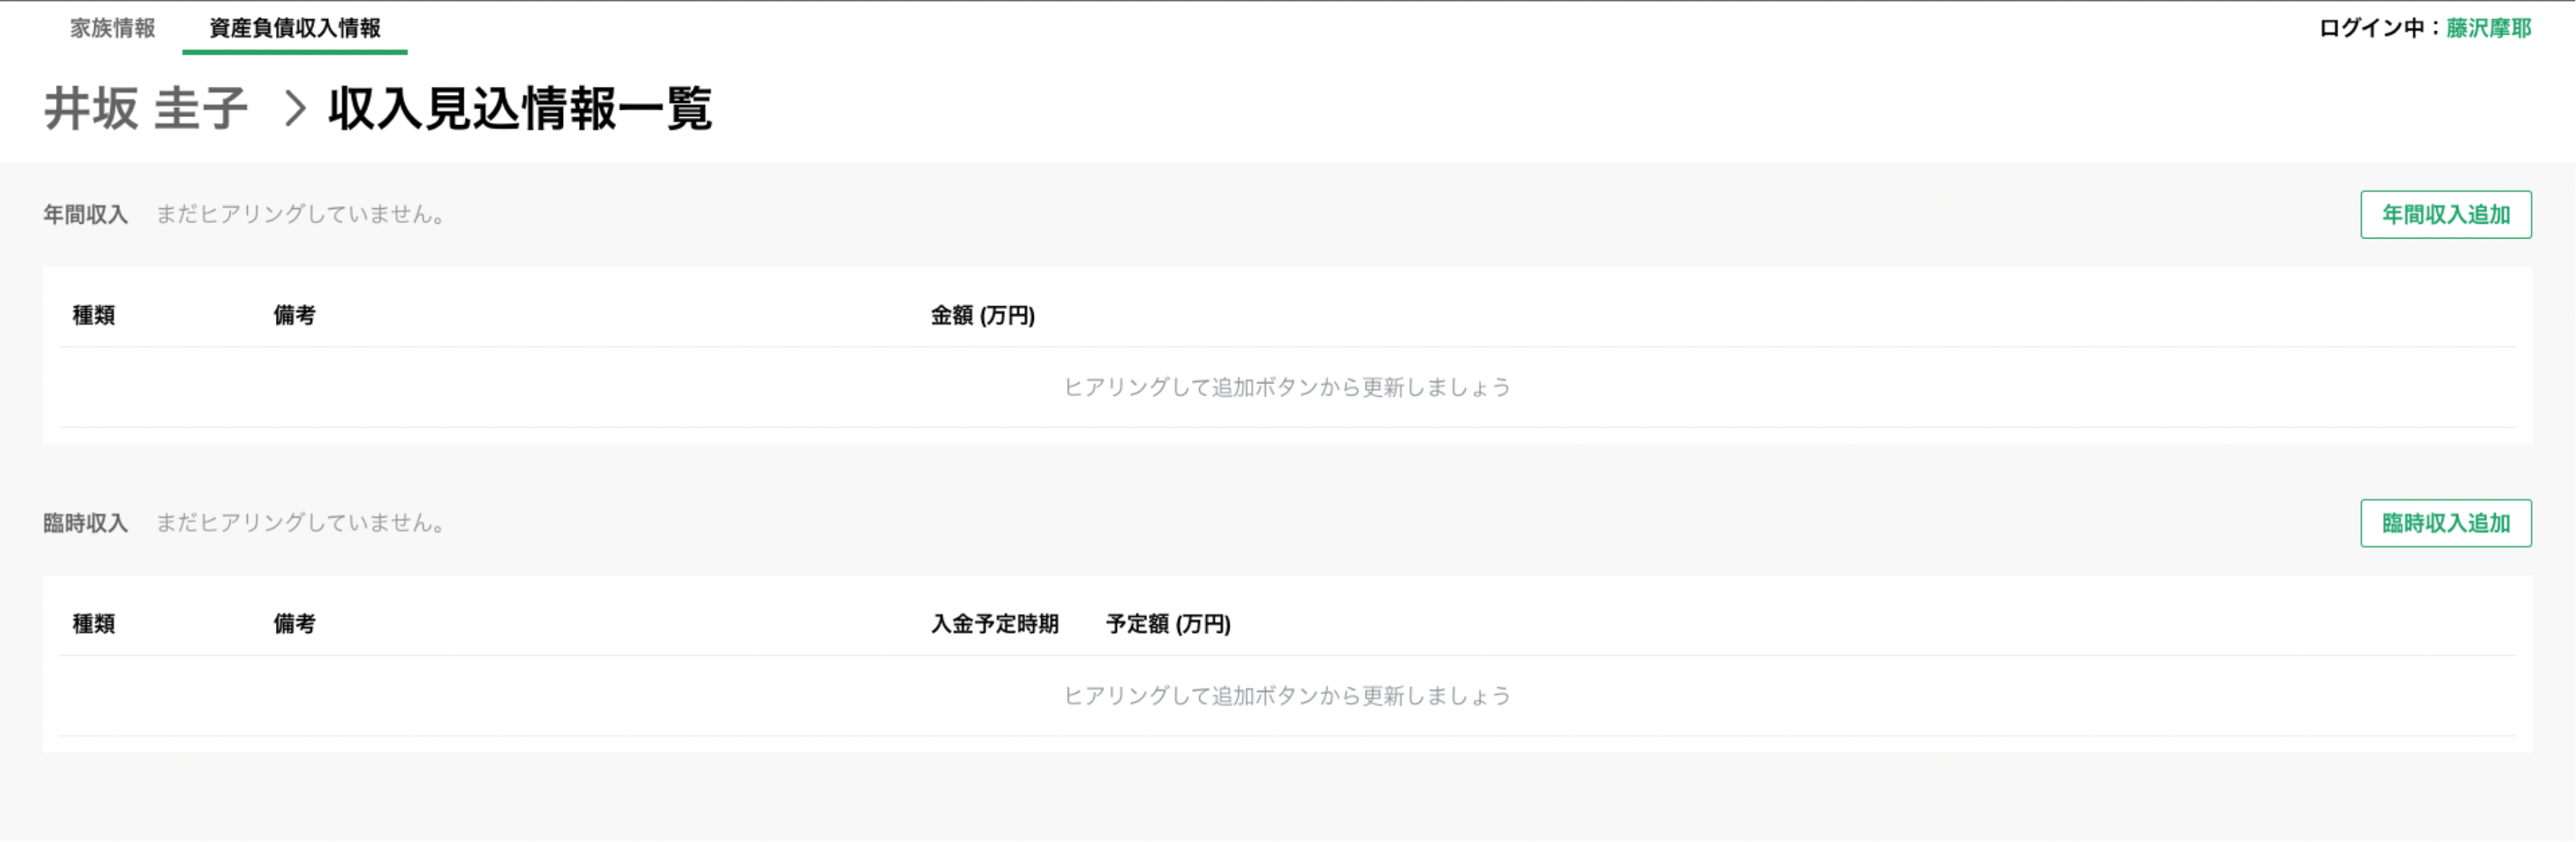 家族情報 資産負債収入情報 ログイン中：藤沢摩耶
井坂 圭子 > 収入見込情報一覧
年間収入 まだヒアリングしていません。 年間収入追加
種類 備考 金額 (万円)
ヒアリングして追加ボタンから更新しましょう
臨時収入 まだヒアリングしていません。 臨時収入追加
種類 備考 入金予定時期 予定額 (万円)
ヒアリングして追加ボタンから更新しましょう